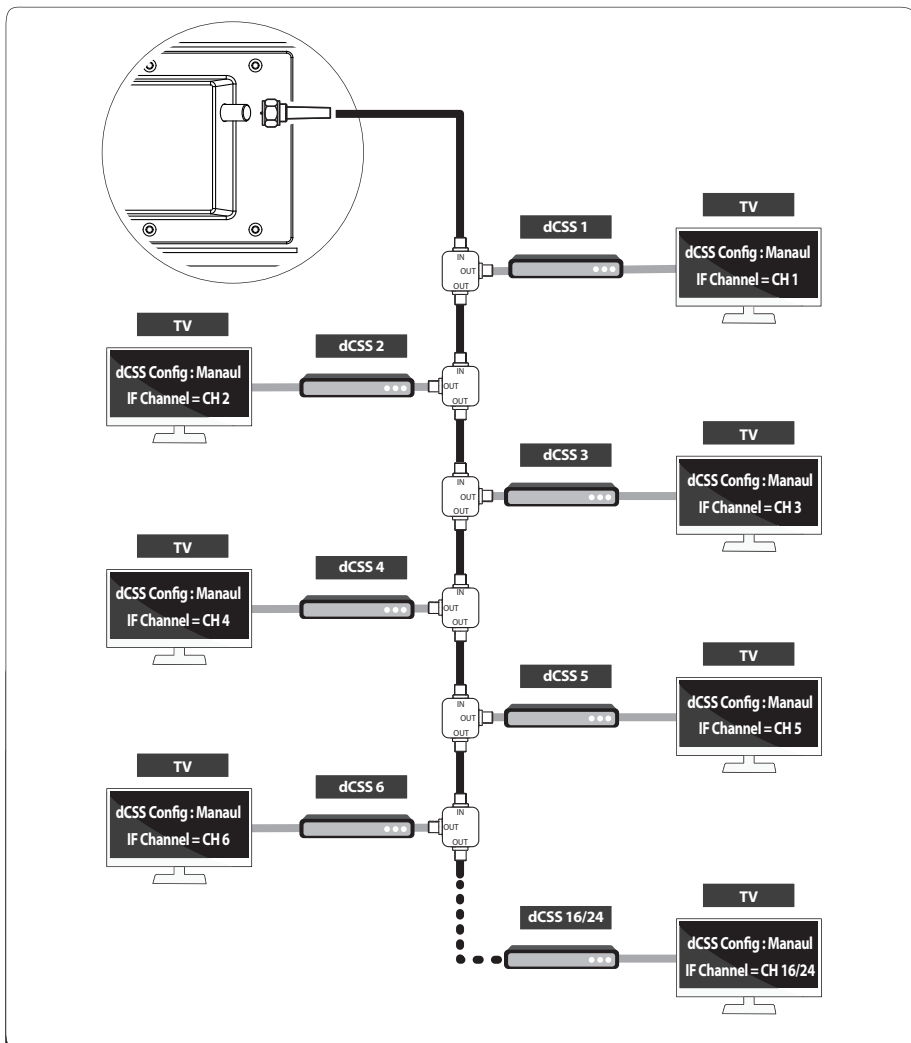 TV
dCSS 1
dCSS Config : Manaul
IF Channel = CH 1
IN
OUT
OUT
TV
dCSS 2
dCSS Config : Manaul
IF Channel = CH 2
IN
OUT
OUT
TV
dCSS 3
dCSS Config : Manaul
IF Channel = CH 3
IN
OUT
OUT
TV
dCSS 4
dCSS Config : Manaul
IF Channel = CH 4
IN
OUT
OUT
TV
dCSS 5
dCSS Config : Manaul
IF Channel = CH 5
IN
OUT
OUT
TV
dCSS 6
dCSS Config : Manaul
IF Channel = CH 6
IN
OUT
OUT
TV
dCSS 16/24
dCSS Config : Manaul
IF Channel = CH 16/24